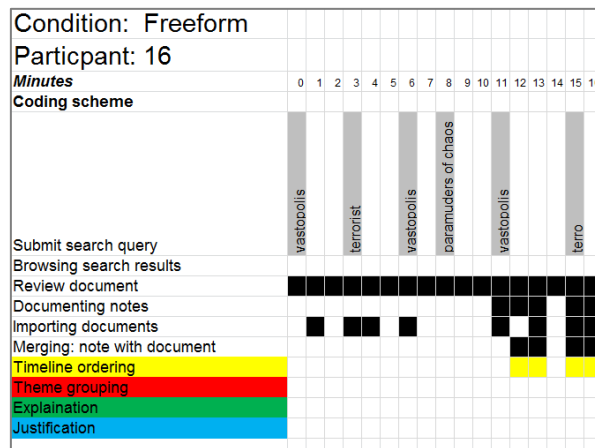 Condition: Freeform
Particpant: 16
Minutes 0 1 2 3 4 5 6 7 8 9 10 11 12 13 14 15
Coding scheme
Submit search query vastopolis terrorist vastopolis paramuders of chaos vastopolis terro
Browsing search results
Review document
Documenting notes
Importing documents
Merging: note with document
Timeline ordering
Theme grouping
Explaination
Justification